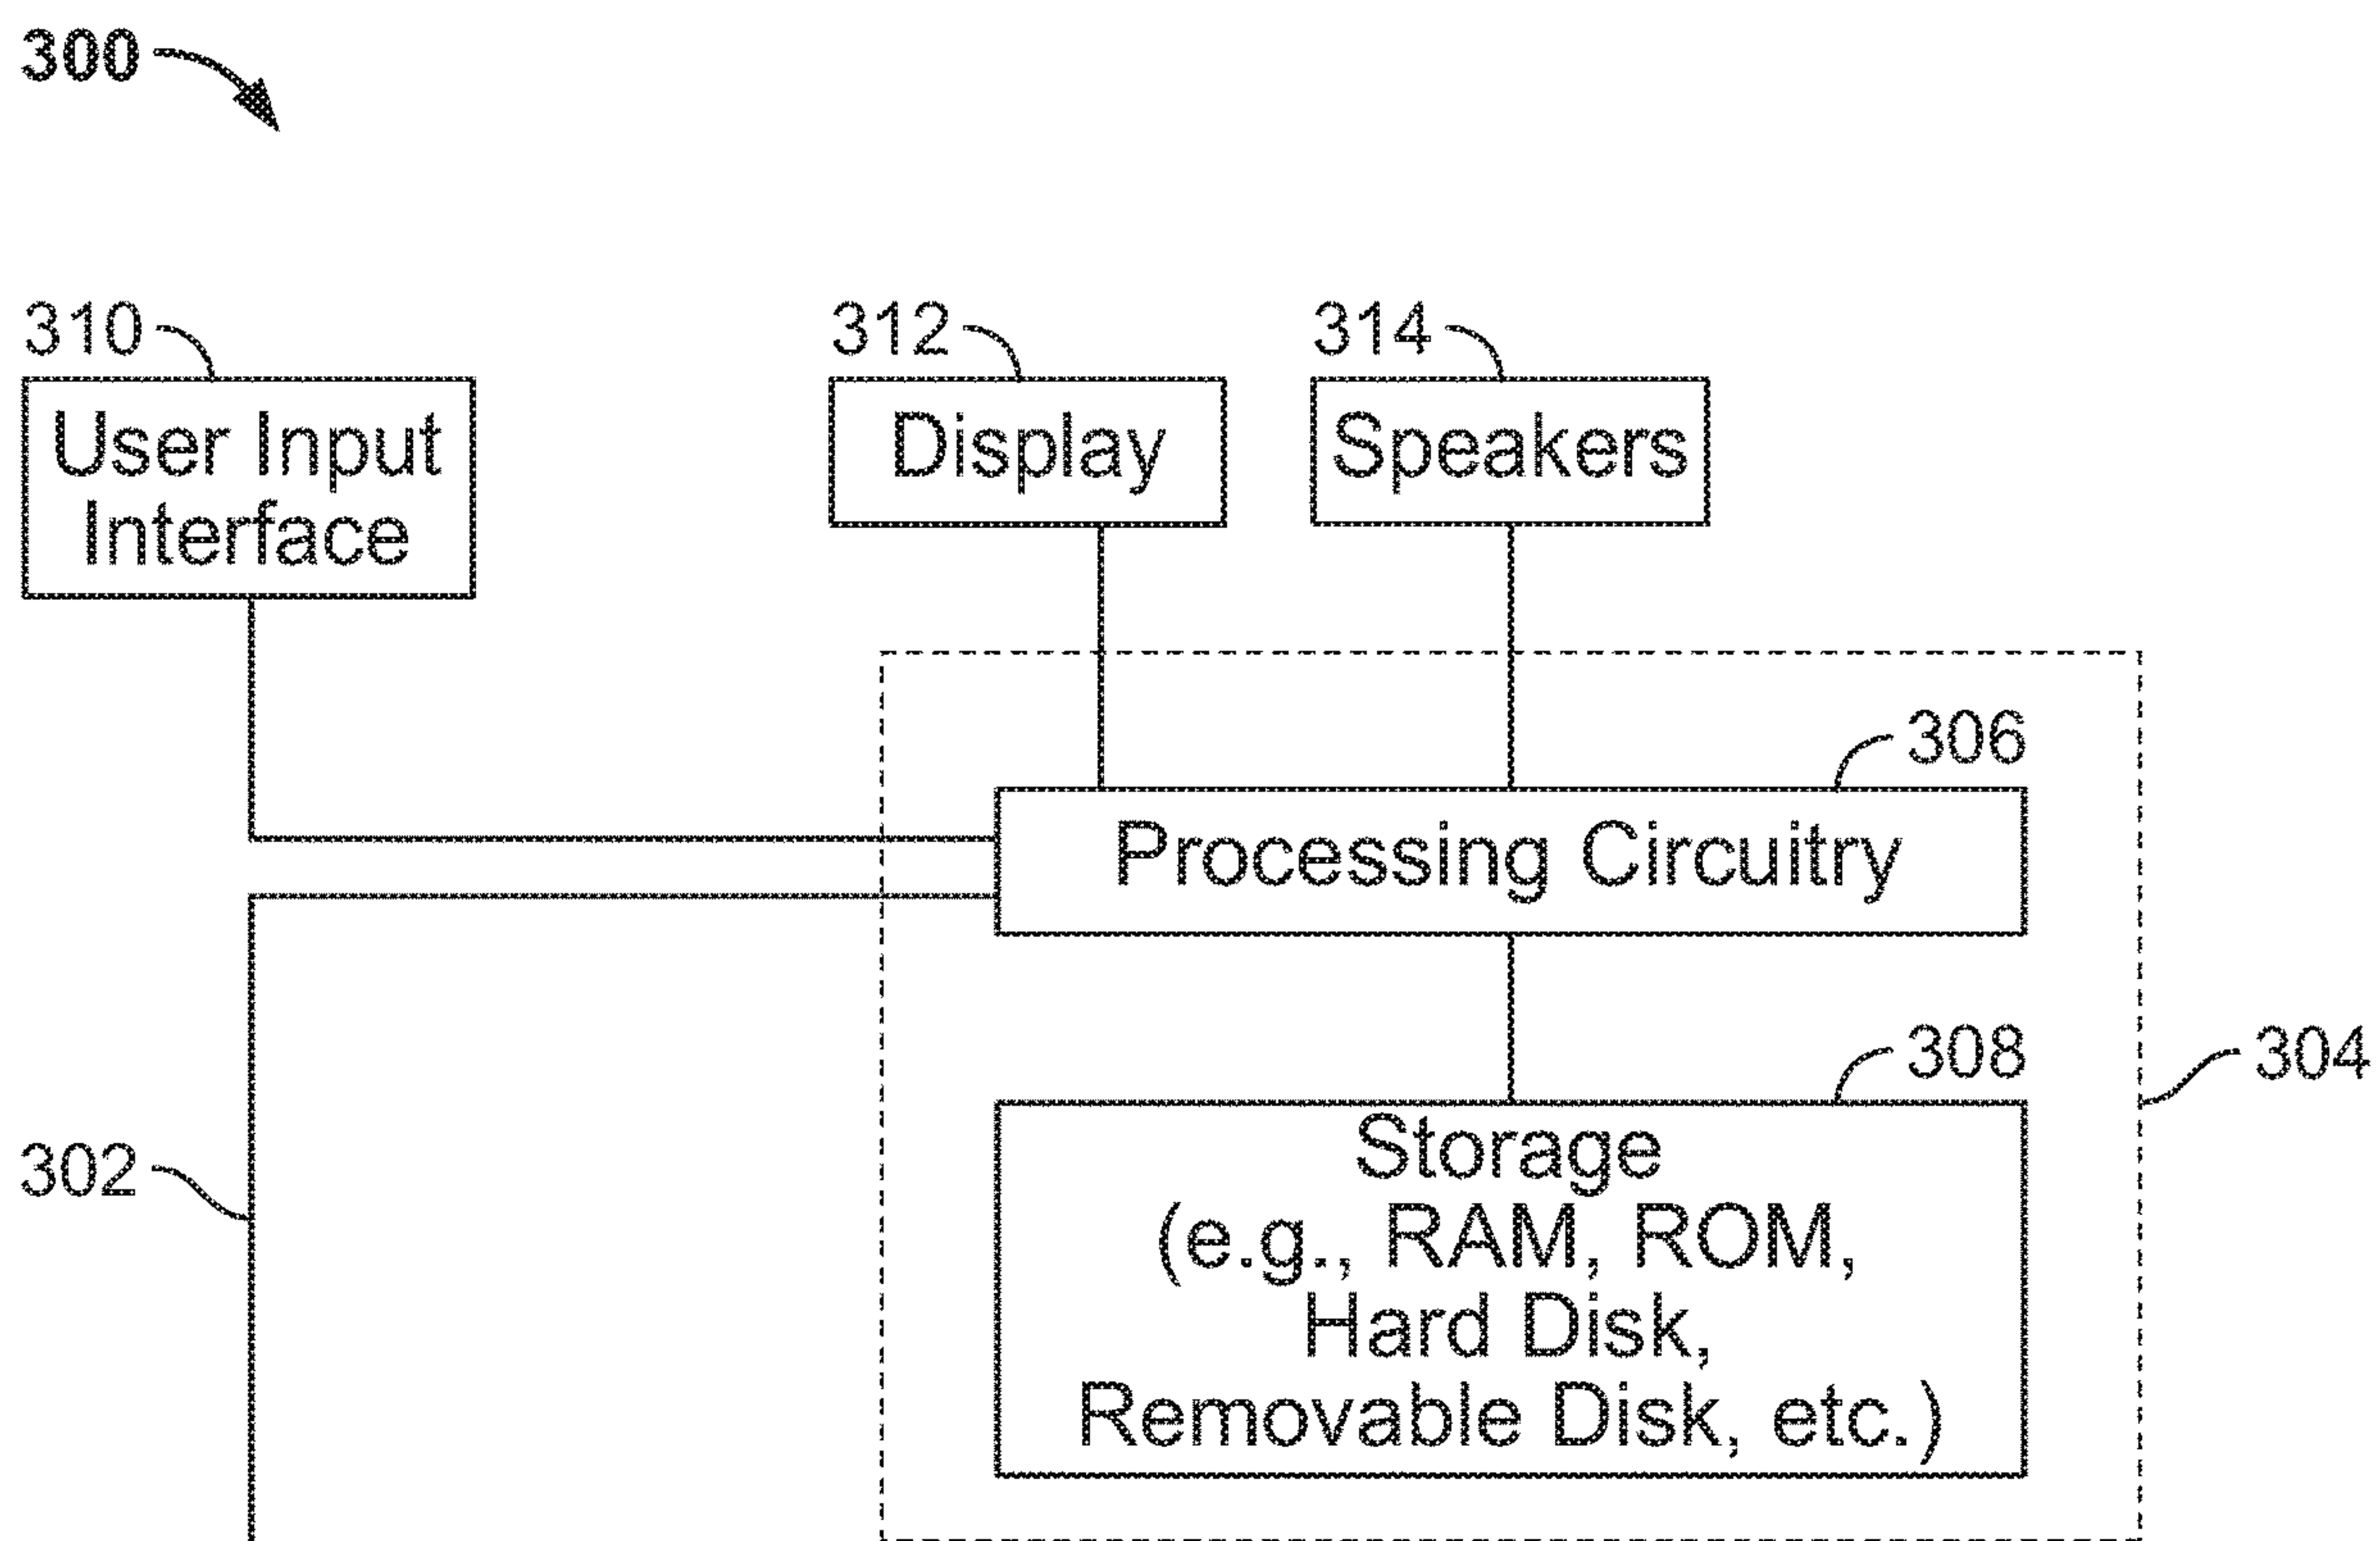 300
310
312
314
User Input
Interface
Display
Speakers
306
Processing Circuitry
308
304
302
Storage
(e.g., RAM, ROM,
Hard Disk,
Removable Disk, etc.)